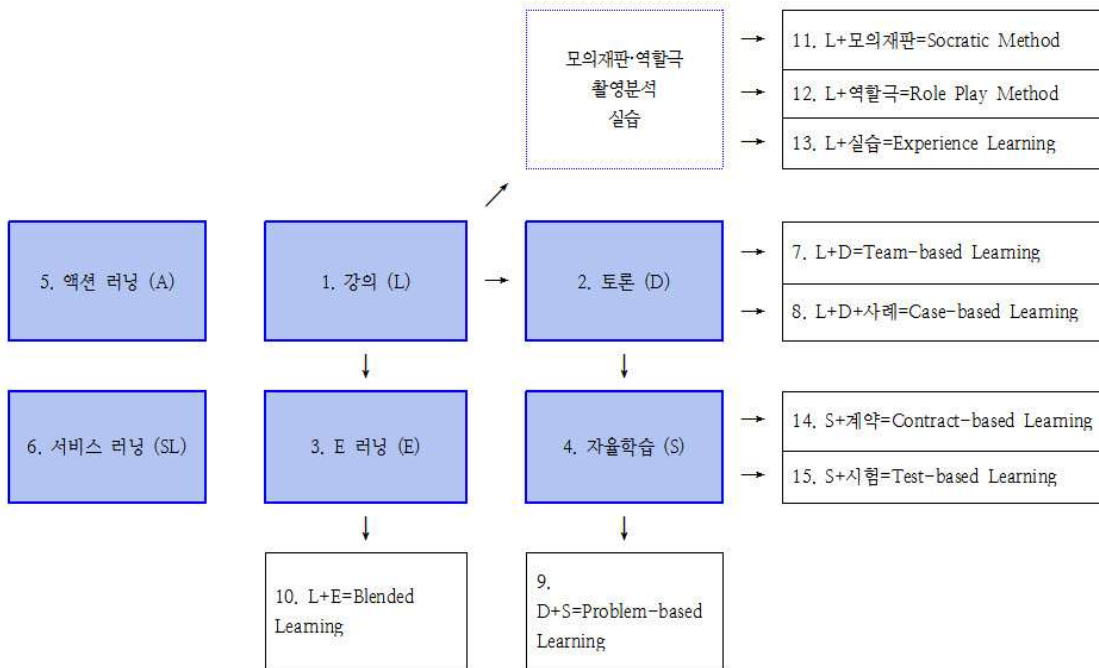 모의재판·역할극
촬영분석
실습
11. L+모의재판=Socratic Method
12. L+역할극=Role Play Method
13. L+실습=Experience Learning
5. 액션 러닝 (A)
1. 강의 (L)
2. 토론 (D)
7. L+D=Team-based Learning
8. L+D+사례=Case-based Learning
6. 서비스 러닝 (SL)
3. E 러닝 (E)
4. 자율학습 (S)
14. S+계약=Contract-based Learning
15. S+시험=Test-based Learning
10. L+E=Blended
Learning
9.
D+S=Problem-based
Learning